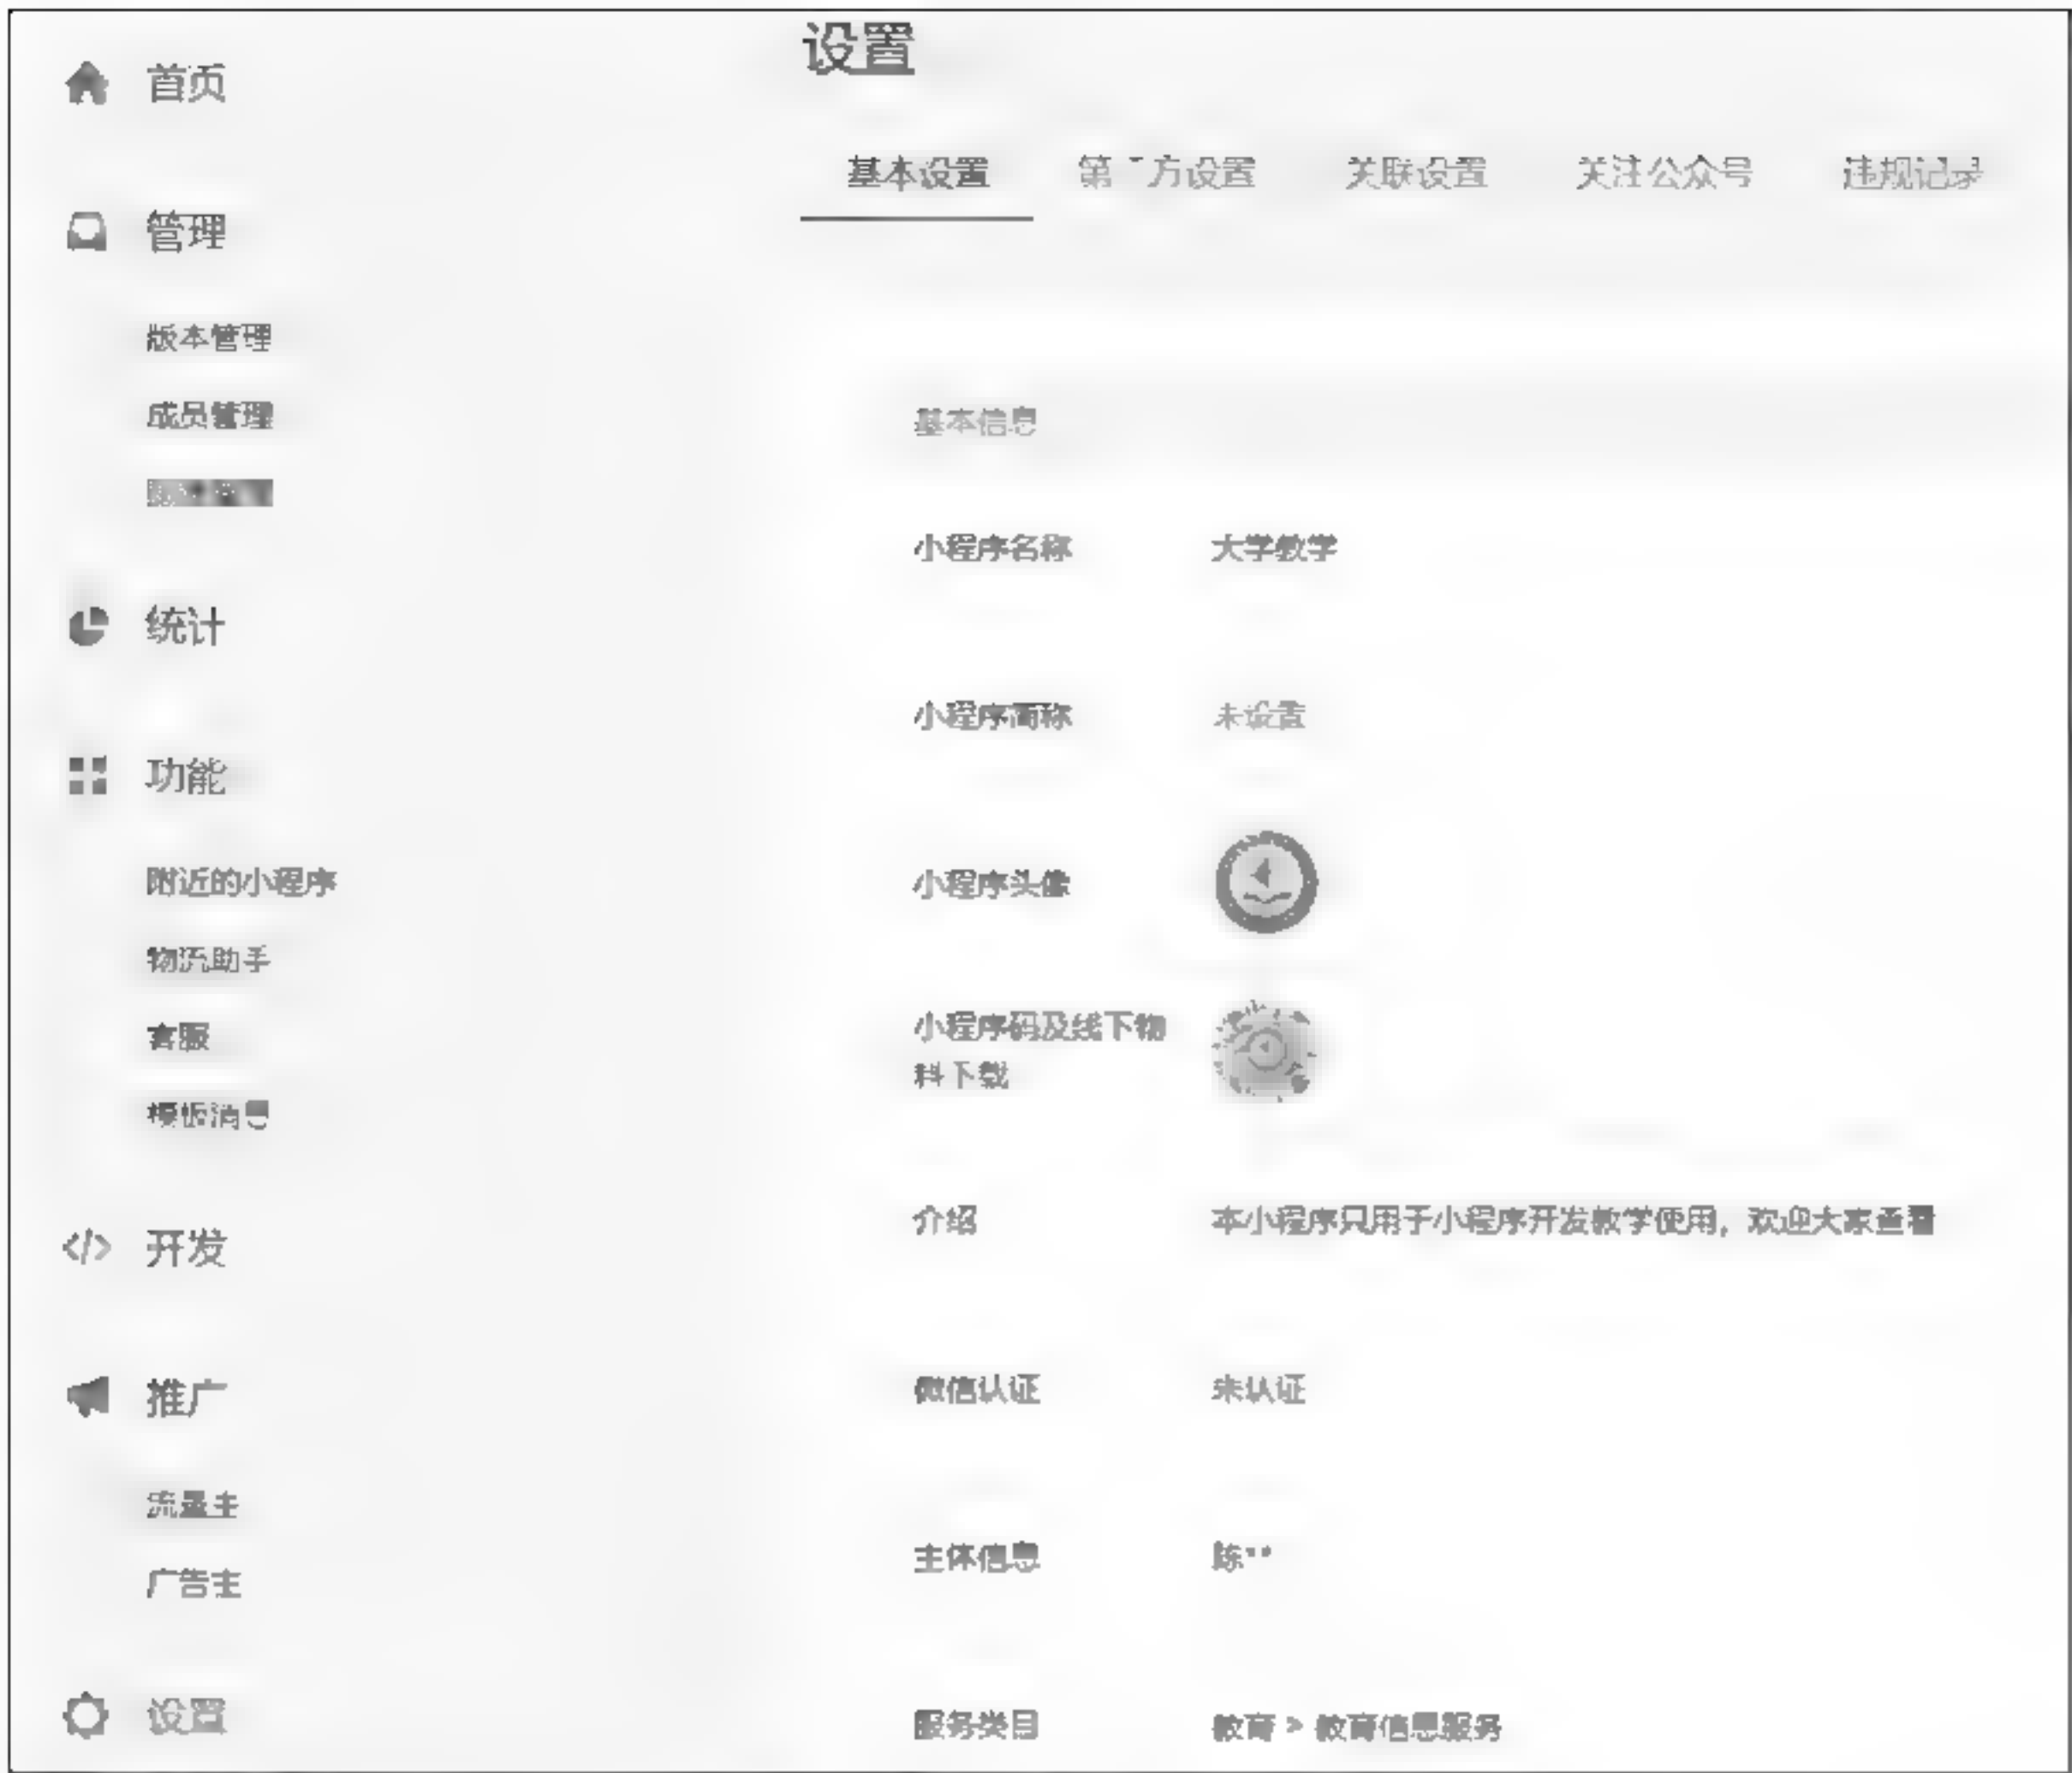 首页
管理
版本管理
成员管理
统计
功能
附近的小程序
物流助手
客服
模板消息
</> 开发
推广
流量主
广告主
设置
设置
基本设置 第三方设置 关联设置 关注公众号 违规记录
基本信息
小程序名称 大学教学
小程序简称 未设置
小程序头像
小程序码及线下物
料下载
介绍 本小程序只用于小程序开发教学使用，欢迎大家查看
微信认证 未认证
主体信息 陈**
服务类目 教育 > 教育信息服务